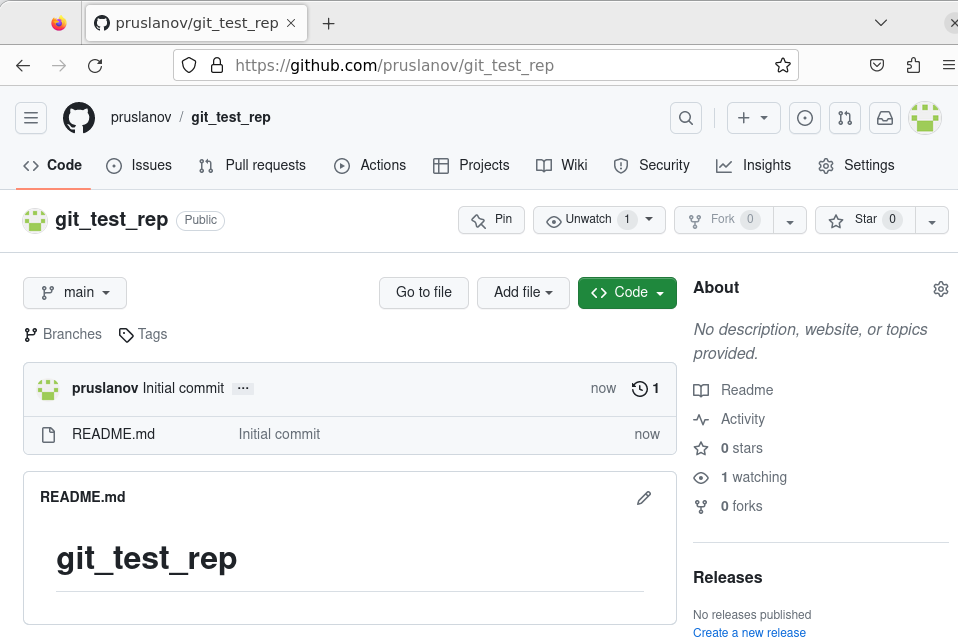 pruslanov/git_test_rep
https://github.com/pruslanov/git_test_rep
pruslanov / git_test_rep
Code Issues Pull requests Actions Projects Wiki Security Insights Settings
git_test_rep Public Pin Unwatch 1 Fork 0 Star 0
main Go to file Add file Code
Branches Tags
pruslanov Initial commit ... now 1
README.md Initial commit now
README.md
git_test_rep
About
No description, website, or topics
provided.
Readme
Activity
0 stars
1 watching
0 forks
Releases
No releases published
Create a new release